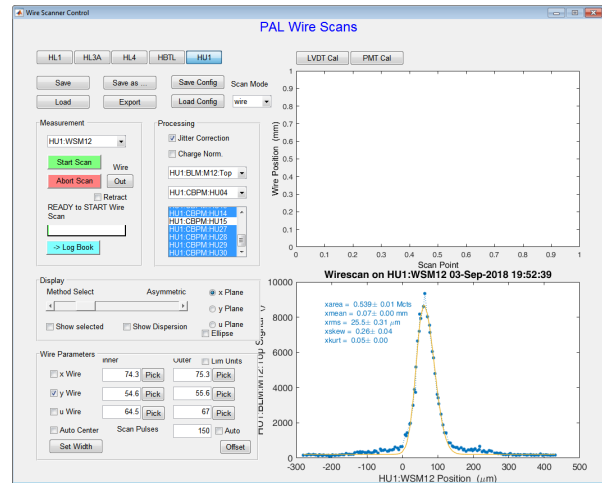 Wire Scanner Control
PAL Wire Scans
HL1 HL3A HL4 HBTL HU1
LVDT Cal PMT Cal
Save Save as ... Save Config Scan Mode
Load Export Load Config wire
Measurement
HU1:WSM12
Start Scan
Wire
Abort Scan Out
Retract
READY to START Wire
Scan
-> Log Book
Processing
Jitter Correction
Charge Norm.
HU1:BLM:M12:Top
HU1:CBPM:HU04
HU1:CBPM:HU14
HU1:CBPM:HU15
HU1:CBPM:HU27
HU1:CBPM:HU28
HU1:CBPM:HU29
HU1:CBPM:HU30
Wire Position (mm)
1
0.9
0.8
0.7
0.6
0.5
0.4
0.3
0.2
0.1
0
0 0.1 0.2 0.3 0.4 0.5 0.6 0.7 0.8 0.9 1
Scan Point
Display
Method Select Asymmetric
x Plane
y Plane
u Plane
Show selected Show Dispersion Ellipse
Wire Parameters
Inner Outer Lim Units
x Wire 74.3 Pick 75.3 Pick
y Wire 54.6 Pick 55.6 Pick
u Wire 64.5 Pick 67 Pick
Auto Center Scan Pulses 150 Auto
Set Width Offset
Wirescan on HU1:WSM12 03-Sep-2018 19:52:39
xarea = 0.539± 0.01 Mcts
xmean = 0.07± 0.00 mm
xrms = 25.5± 0.31 μm
xskew = 0.26± 0.04
xkurt = 0.05± 0.00
HU1:BLM:M12:Top Signal
10000
8000
6000
4000
2000
0
-300 -200 -100 0 100 200 300 400 500
HU1:WSM12 Position (μm)